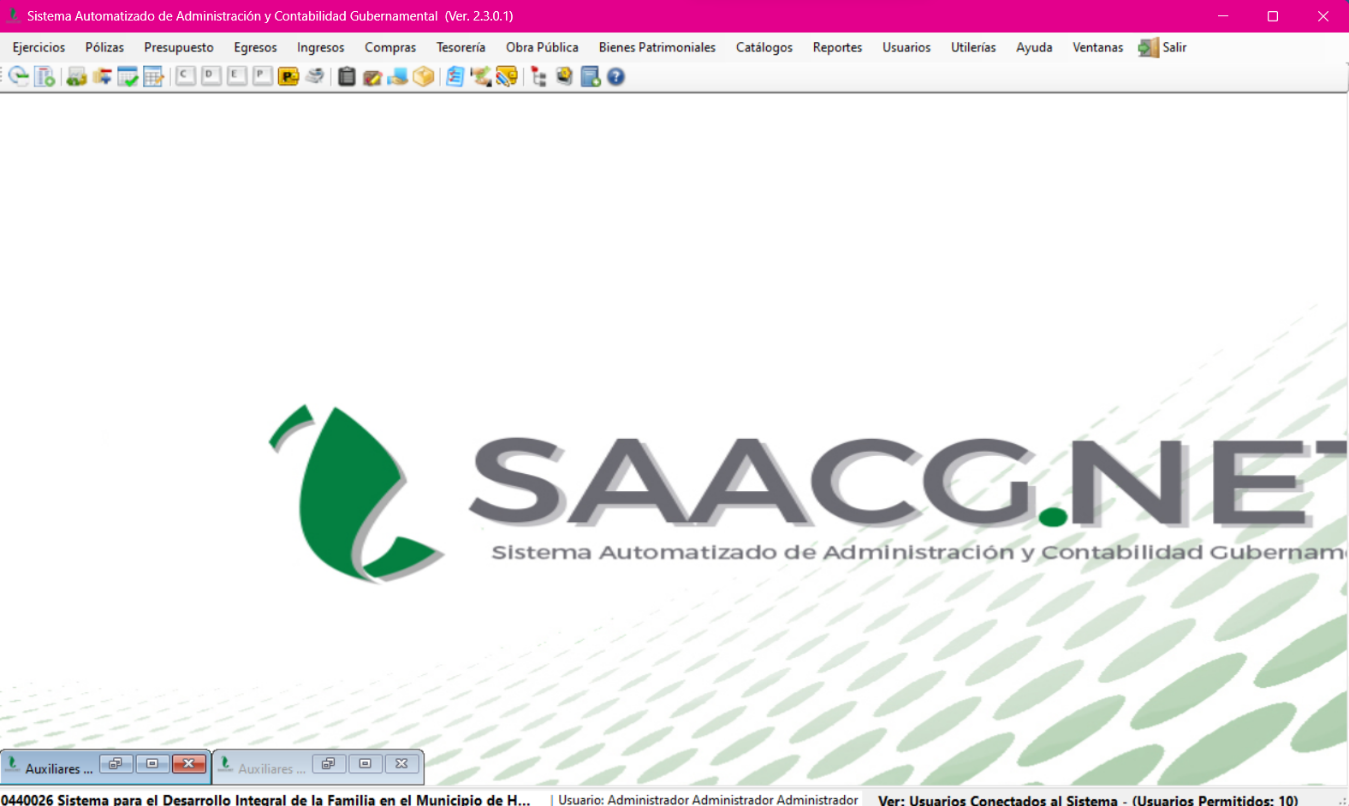 Sistema Automatizado de Administración y Contabilidad Gubernamental (Ver. 2.3.0.1)
Ejercicios Pólizas Presupuesto Egresos Ingresos Compras Tesorería Obra Pública Bienes Patrimoniales Catálogos Reportes Usuarios Utilerías Ayuda Ventanas Salir
C D E P P
SAACG.NET
Sistema Automatizado de Administración y Contabilidad Gubernam
Auxiliares ... Auxiliares ...
0440026 Sistema para el Desarrollo Integral de la Familia en el Municipio de H... | Usuario: Administrador Administrador Administrador Ver: Usuarios Conectados al Sistema - (Usuarios Permitidos: 10)